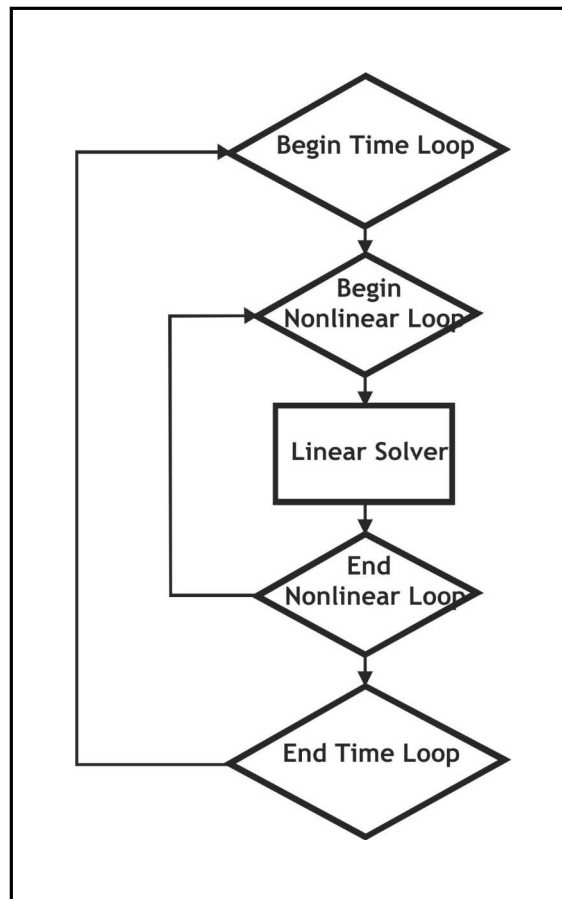 Begin Time Loop
Begin
Nonlinear Loop
Linear Solver
End
Nonlinear Loop
End Time Loop